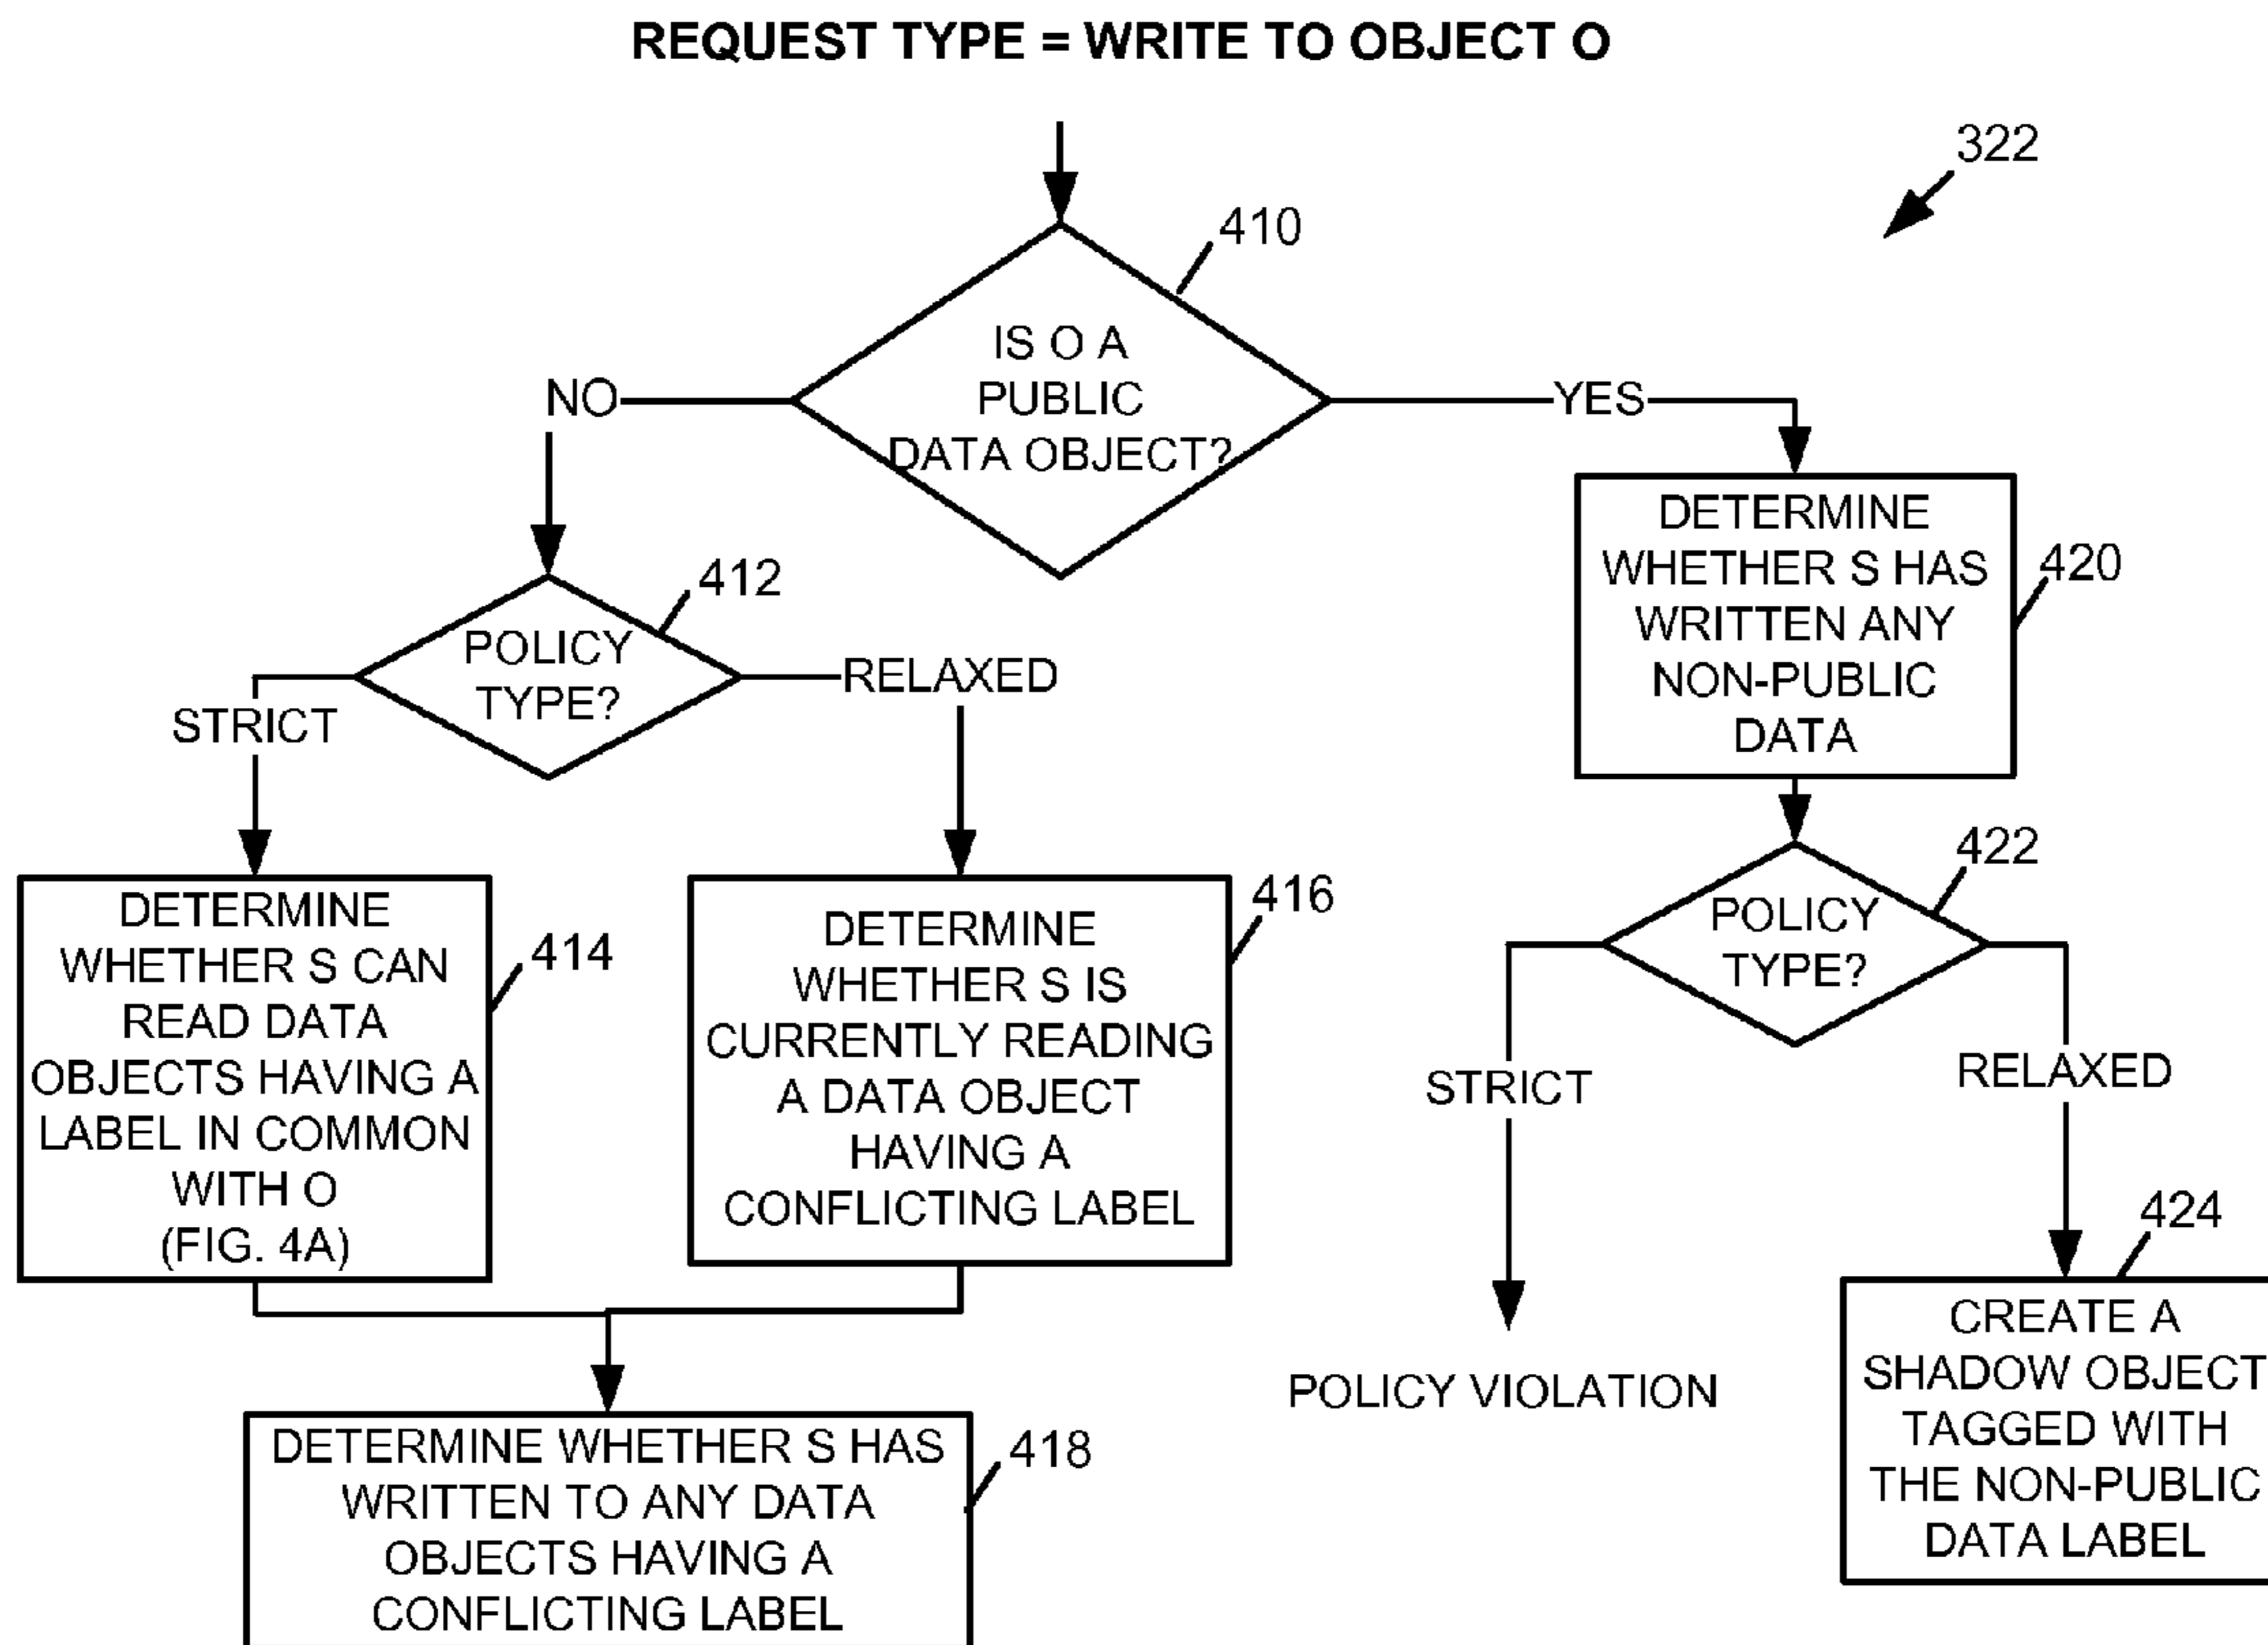 REQUEST TYPE = WRITE TO OBJECT O
322
410
IS O A
PUBLIC
DATA OBJECT?
NO
YES
412
POLICY
TYPE?
STRICT
RELAXED
DETERMINE
WHETHER S HAS
WRITTEN ANY
NON-PUBLIC
DATA
420
422
POLICY
TYPE?
STRICT
RELAXED
DETERMINE
WHETHER S CAN
READ DATA
OBJECTS HAVING A
LABEL IN COMMON
WITH O
(FIG. 4A)
414
DETERMINE
WHETHER S IS
CURRENTLY READING
A DATA OBJECT
HAVING A
CONFLICTING LABEL
416
POLICY VIOLATION
424
CREATE A
SHADOW OBJECT
TAGGED WITH
THE NON-PUBLIC
DATA LABEL
DETERMINE WHETHER S HAS
WRITTEN TO ANY DATA
OBJECTS HAVING A
CONFLICTING LABEL
418